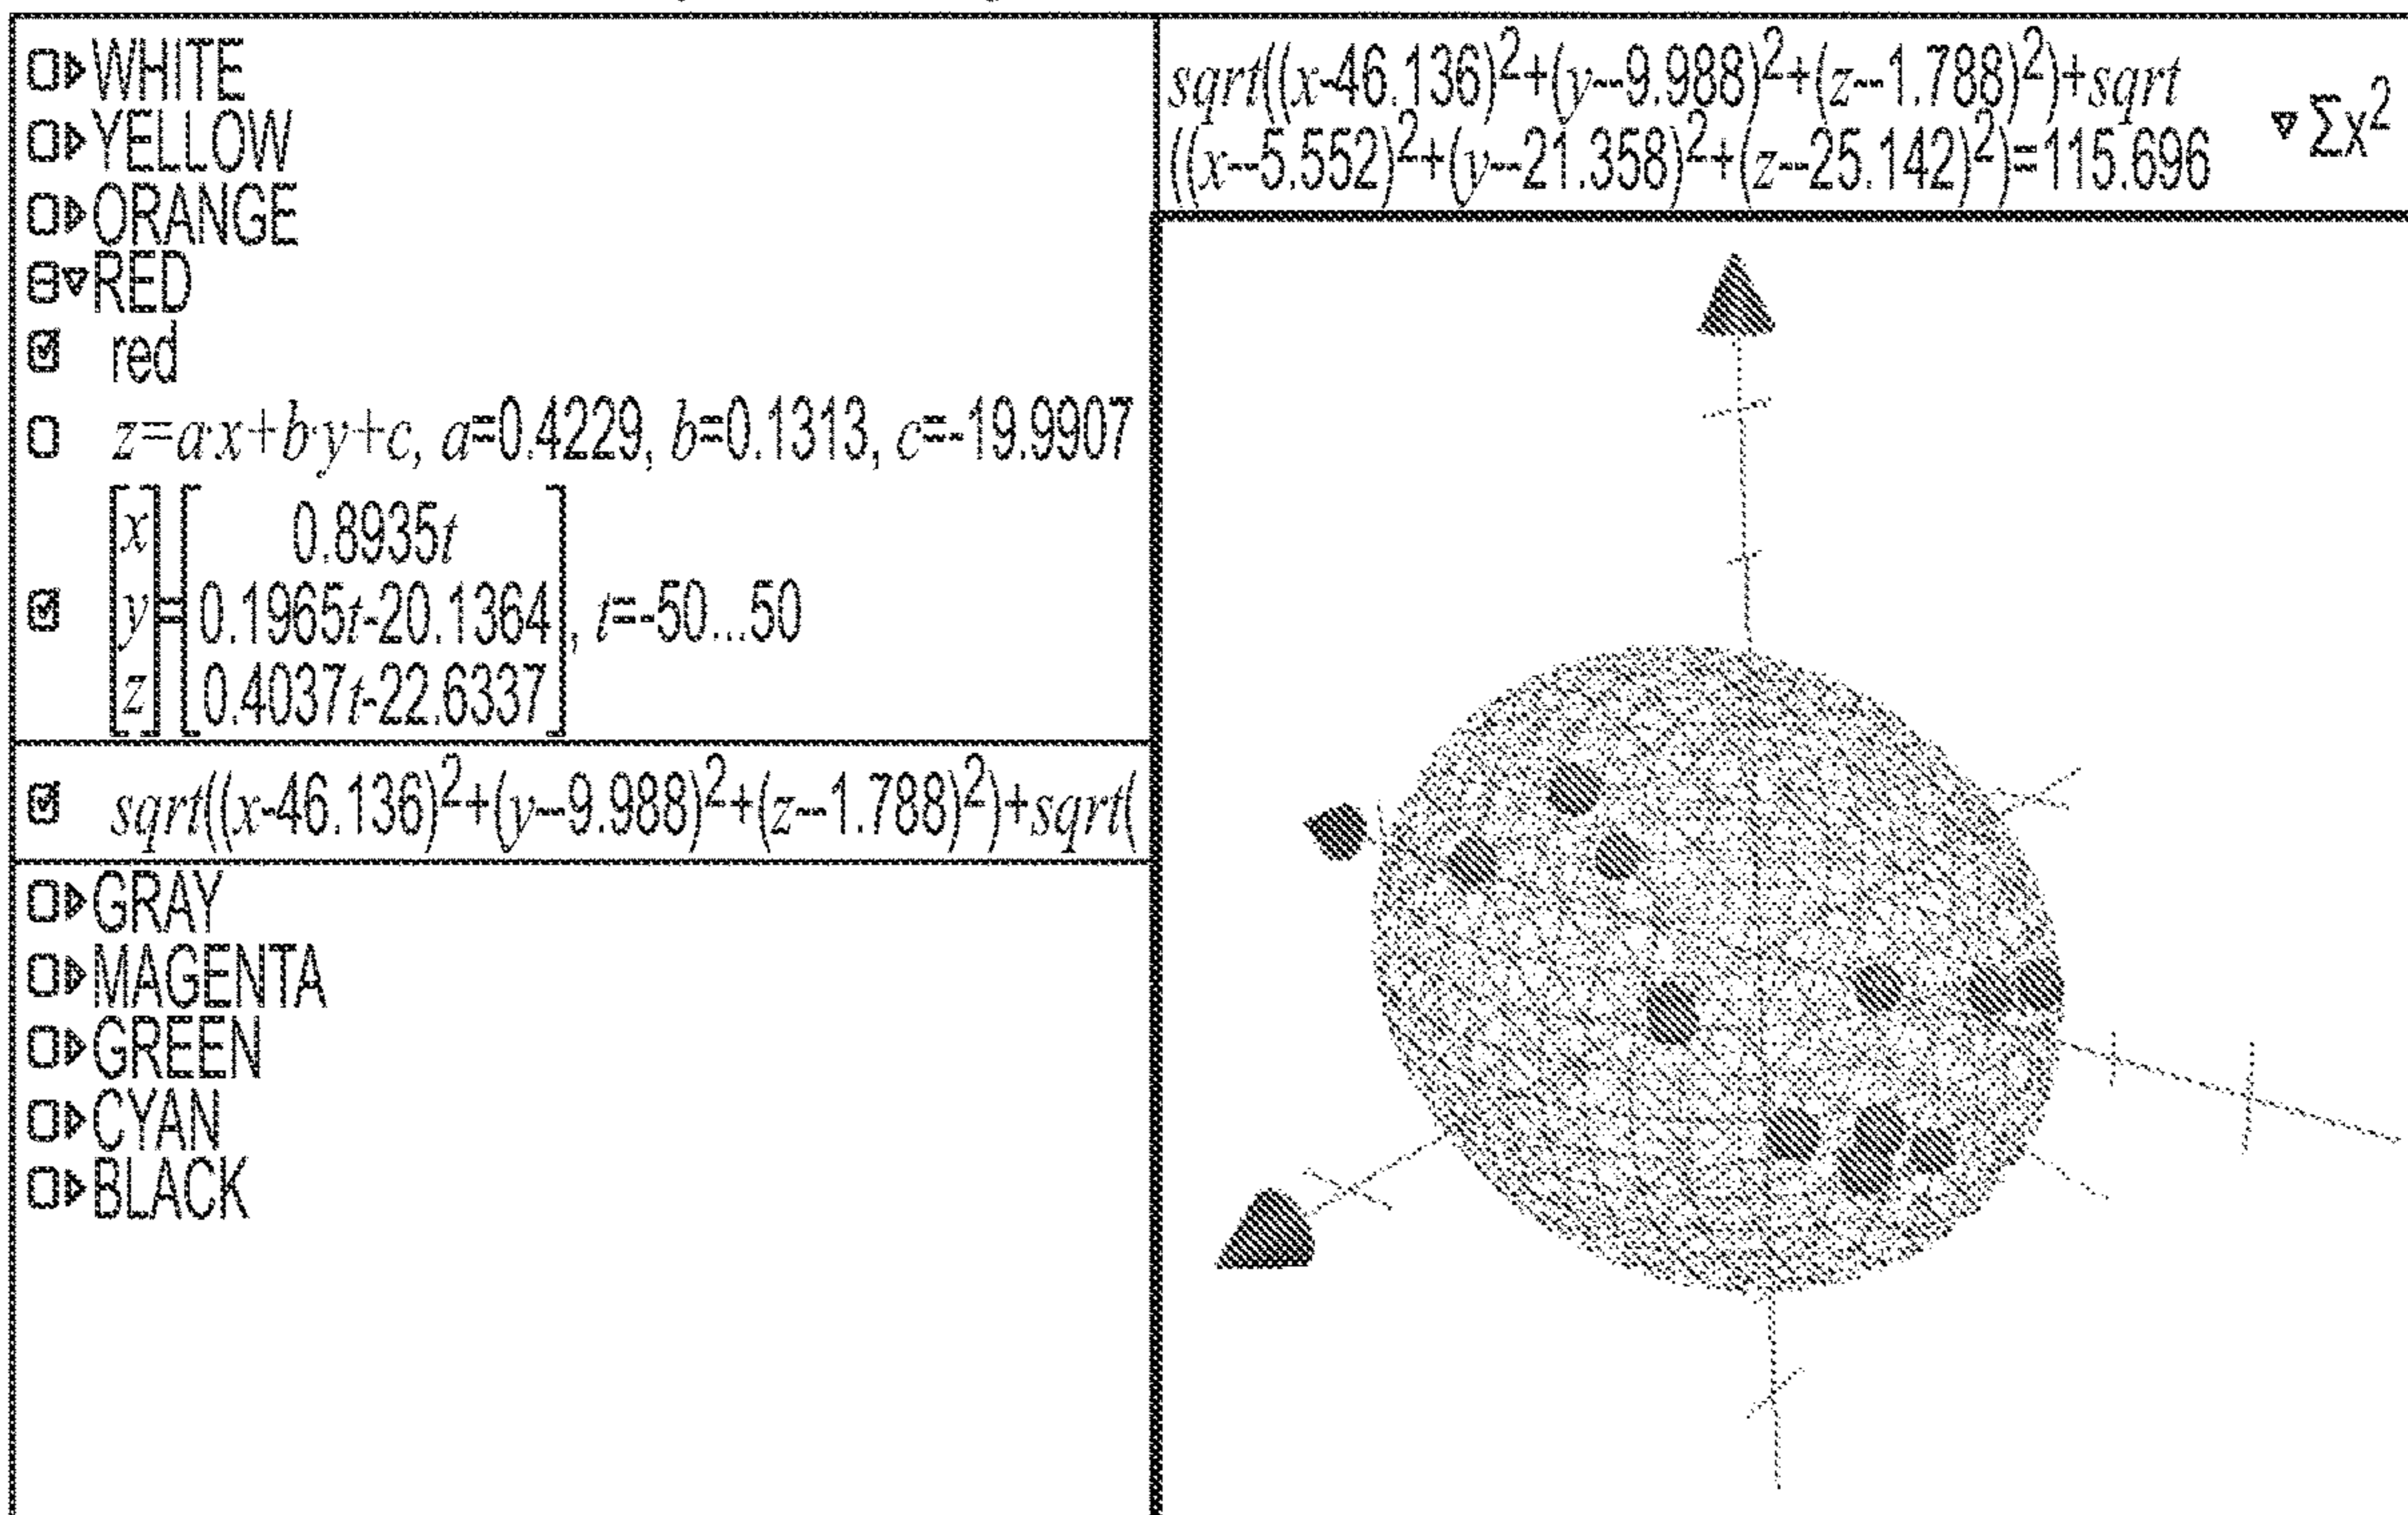 WHITE
YELLOW
ORANGE
RED
red
z=a·x+b·y+c, a=0.4229, b=0.1313, c=-19.9907
[x] [0.8935t]
[y]=[0.1965t-20.1364], t=-50...50
[z] [0.4037t-22.6337]
sqrt((x-46.136)²+(y--9.988)²+(z--1.788)²)+sqrt(
GRAY
MAGENTA
GREEN
CYAN
BLACK
sqrt((x-46.136)²+(y--9.988)²+(z--1.788)²)+sqrt
((x--5.552)²+(y--21.358)²+(z--25.142)²)=115.696
Σx²